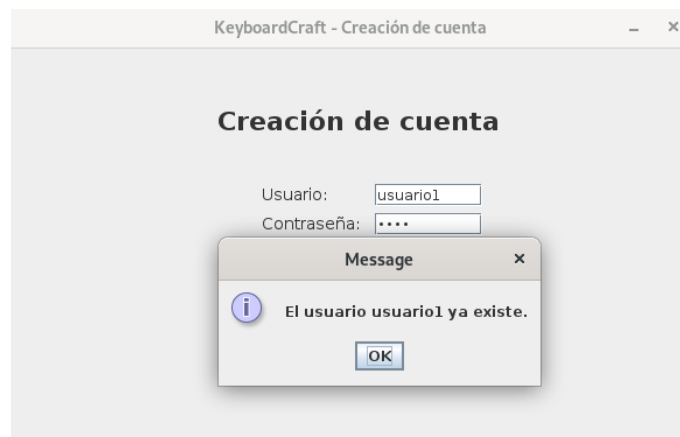 KeyboardCraft - Creación de cuenta
Creación de cuenta
Usuario: usuario1
Contraseña: ····
Message
El usuario usuario1 ya existe.
OK